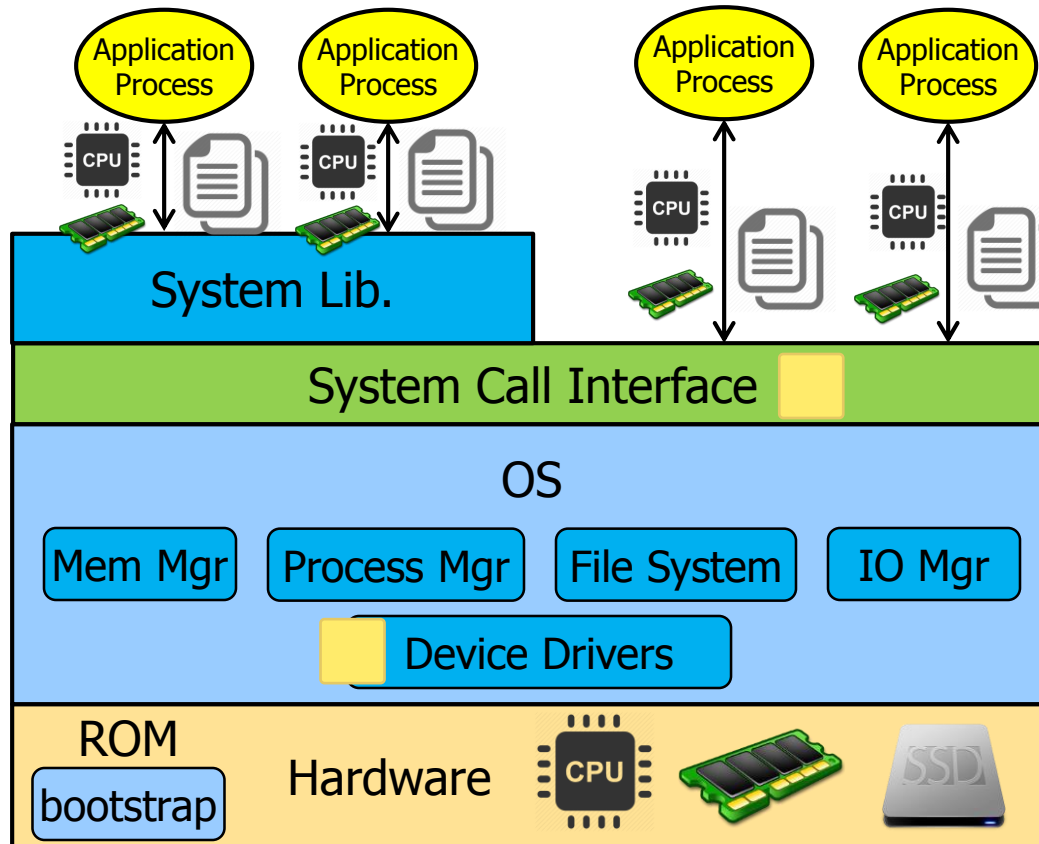 Application
Process
Application
Process
Application
Process
Application
Process
CPU
CPU
CPU
CPU
System Lib.
System Call Interface
OS
Mem Mgr
Process Mgr
File System
IO Mgr
Device Drivers
ROM
bootstrap
Hardware
CPU
SSD